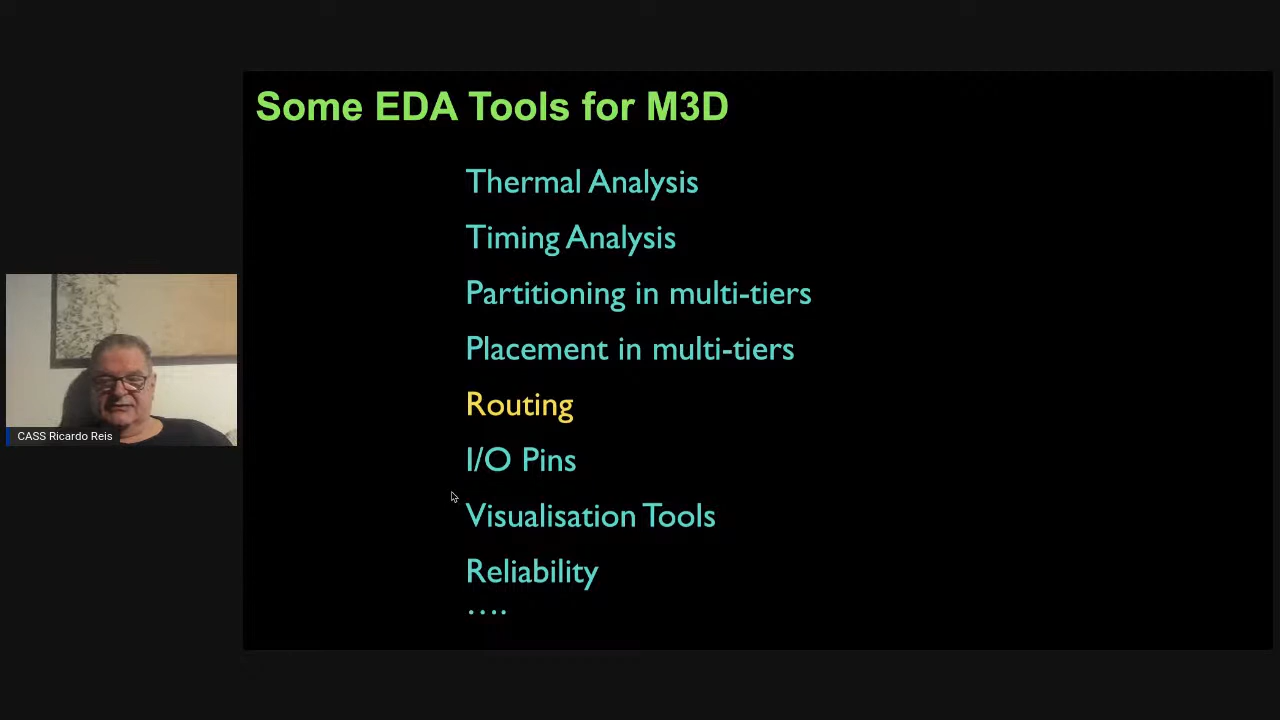 Some EDA Tools for M3D
Thermal Analysis
Timing Analysis
Partitioning in multi-tiers
Placement in multi-tiers
Routing
I/O Pins
Visualisation Tools
Reliability
....
CASS Ricardo Reis